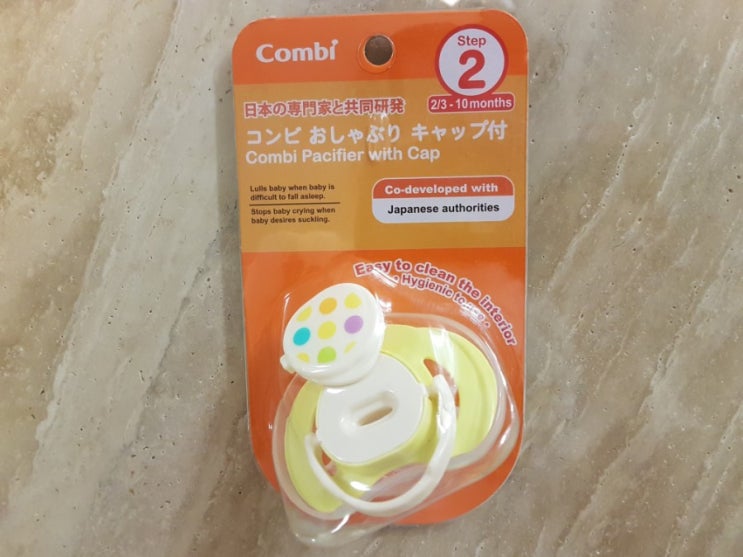 Combi
Step
2
2/3 - 10 months
日本の専門家と共同研発
コンビ おしゃぶり キャップ付
Combi Pacifier with Cap
Lulls baby when baby is
difficult to fall asleep.
Stops baby crying when
baby desires suckling.
Co-developed with
Japanese authorities
Easy to clean the interior
• Hygienic to use •